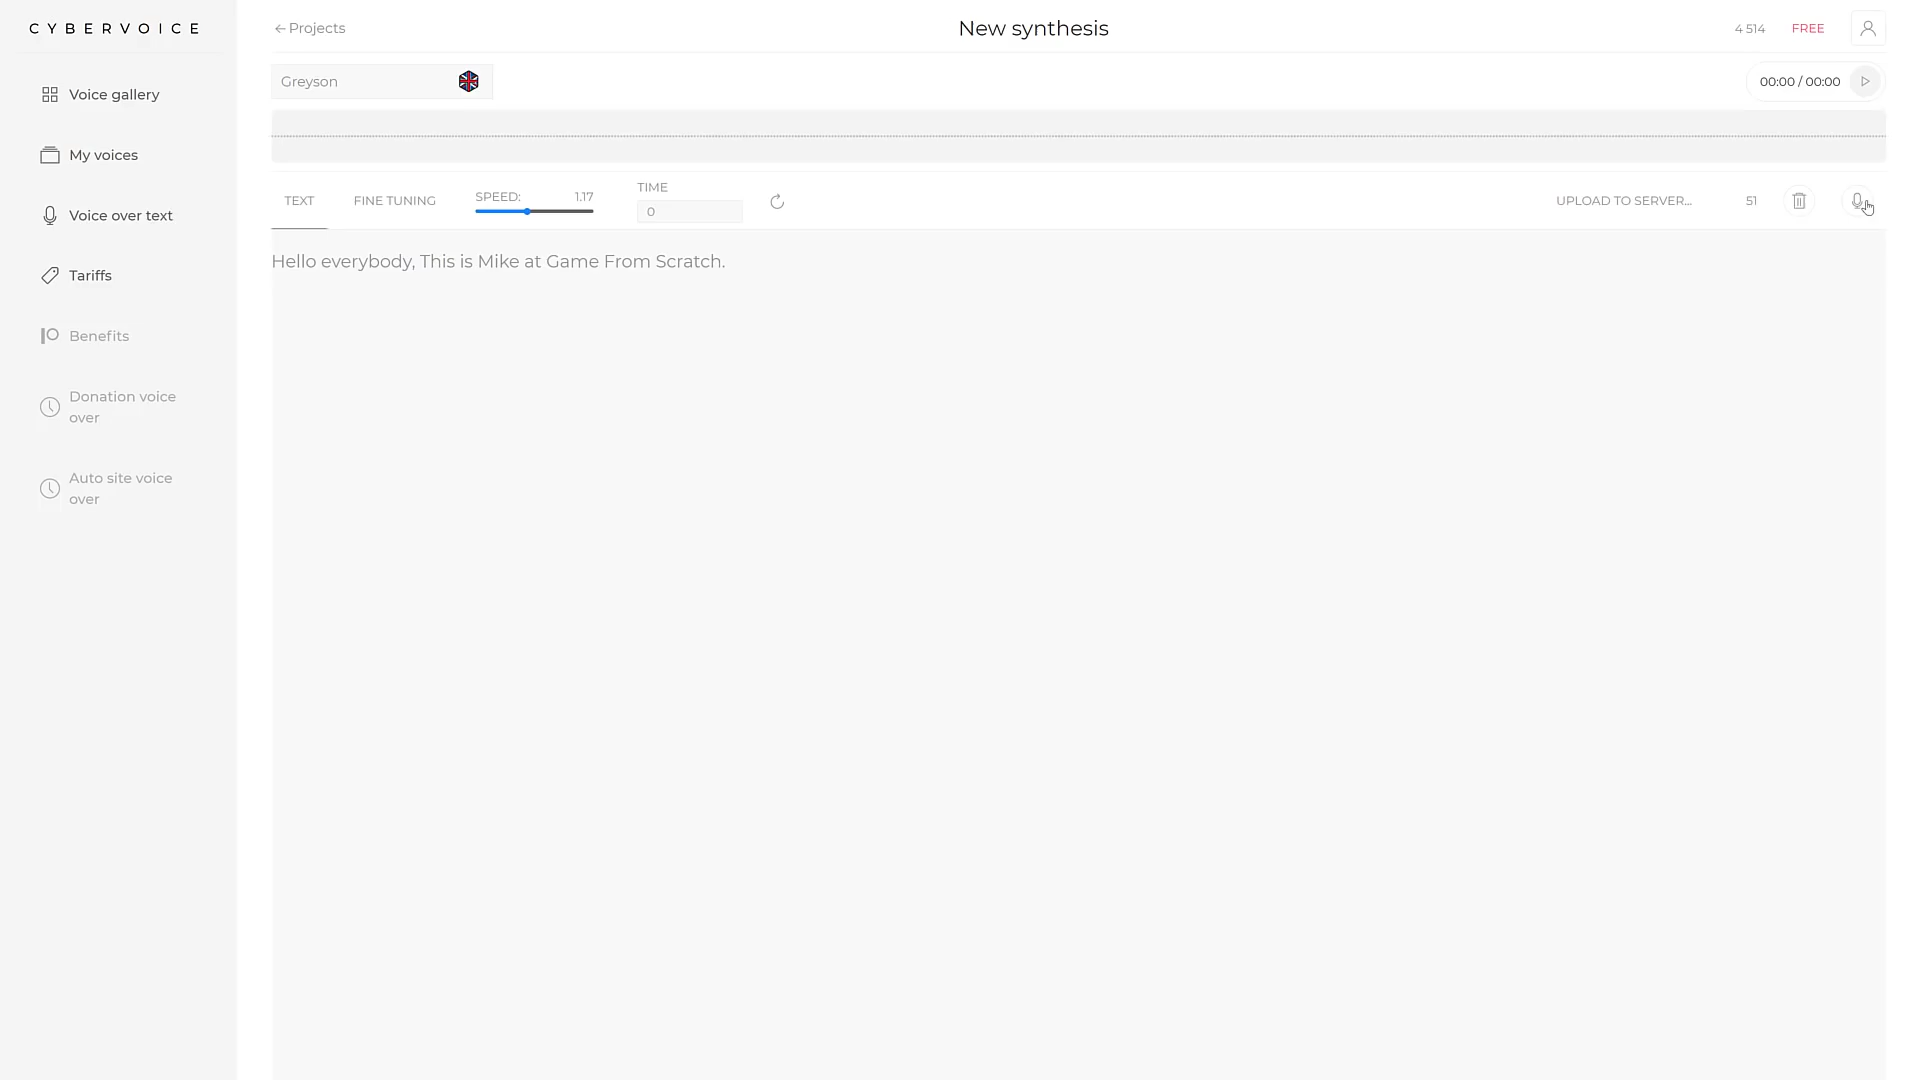 CYBERVOICE
← Projects
New synthesis
4 514
FREE
Greyson
00:00 / 00:00
Voice gallery
My voices
Voice over text
Tariffs
Benefits
Donation voice
over
Auto site voice
over
TEXT
FINE TUNING
SPEED:
1.17
TIME
0
UPLOAD TO SERVER...
51
Hello everybody, This is Mike at Game From Scratch.